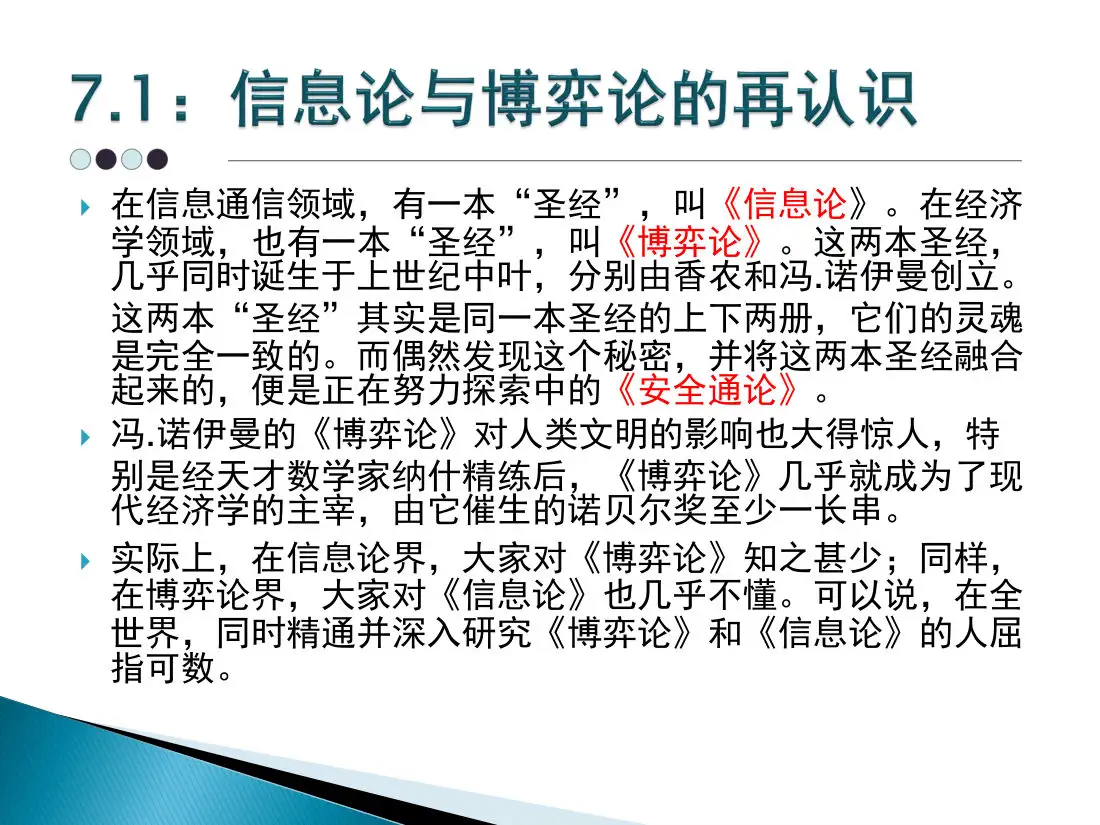 7.1：信息论与博弈论的再认识
在信息通信领域，有一本“圣经”，叫《信息论》。在经济
学领域，也有一本“圣经”，叫《博弈论》。这两本圣经，
几乎同时诞生于上世纪中叶，分别由香农和冯.诺伊曼创立。
这两本“圣经”其实是同一本圣经的上下两册，它们的灵魂
是完全一致的。而偶然发现这个秘密，并将这两本圣经融合
起来的，便是正在努力探索中的《安全通论》。
冯.诺伊曼的《博弈论》对人类文明的影响也大得惊人，特
别是经天才数学家纳什精练后，《博弈论》几乎就成为了现
代经济学的主宰，由它催生的诺贝尔奖至少一长串。
实际上，在信息论界，大家对《博弈论》知之甚少；同样，
在博弈论界，大家对《信息论》也几乎不懂。可以说，在全
世界，同时精通并深入研究《博弈论》和《信息论》的人屈
指可数。